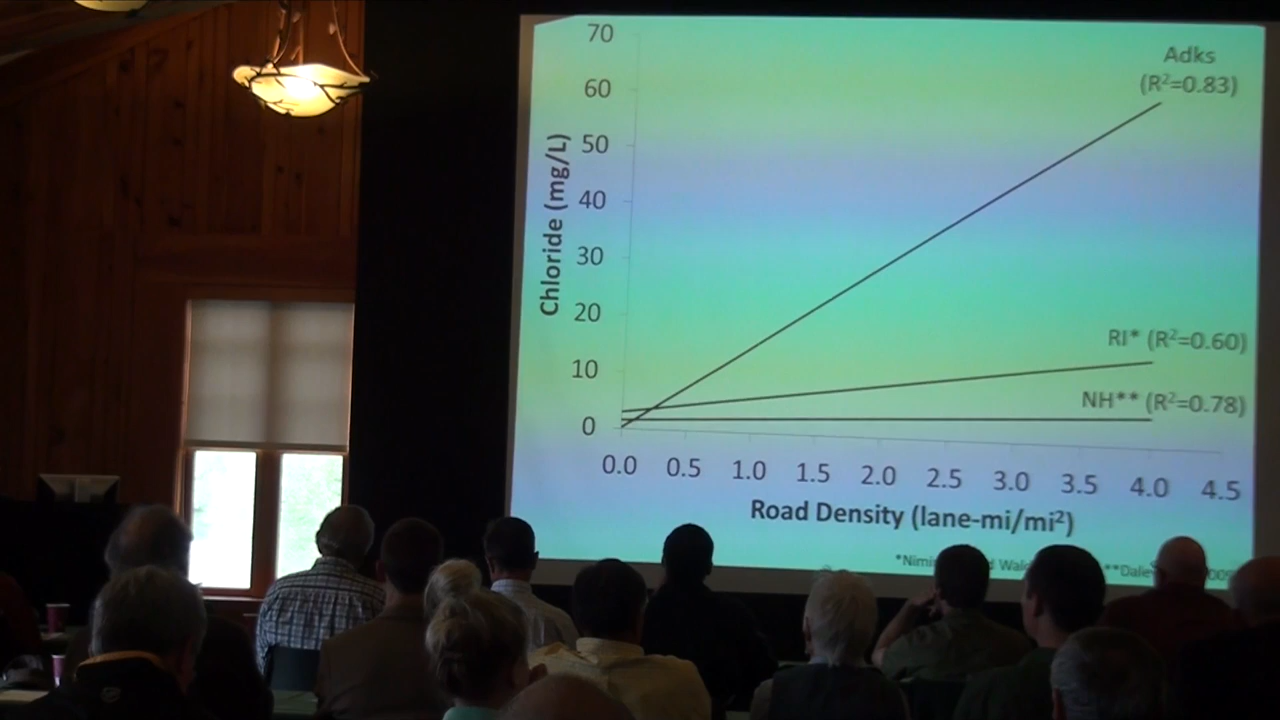 70
60
50
40
30
20
10
0
Chloride (mg/L)
Adks
(R²=0.83)
RI* (R²=0.60)
NH** (R²=0.78)
0.0 0.5 1.0 1.5 2.0 2.5 3.0 3.5 4.0 4.5
Road Density (lane-mi/mi²)